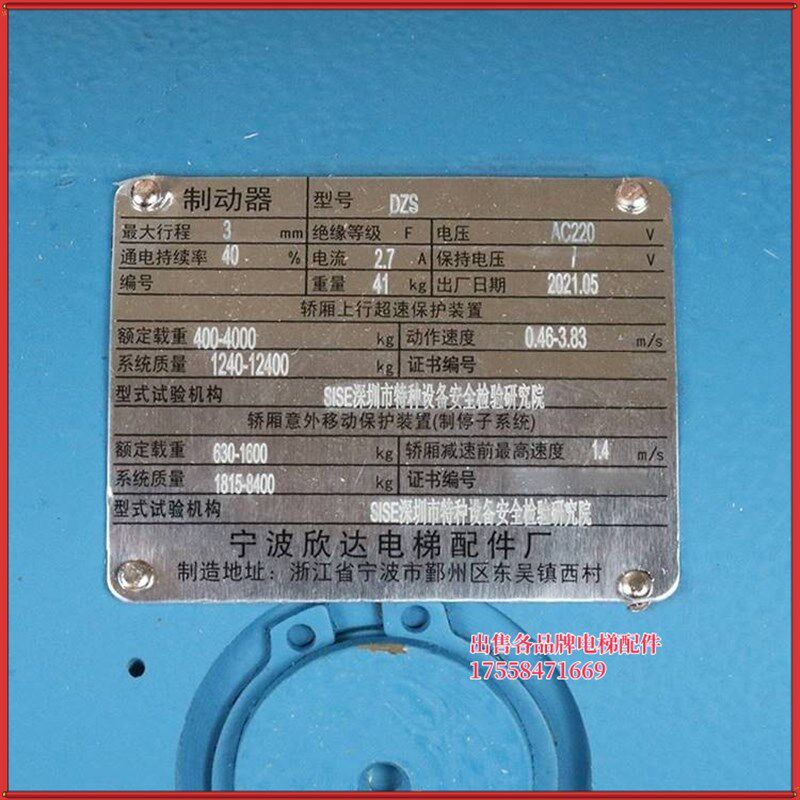 制动器 型号 DZS
最大行程 3 mm 绝缘等级 F 电压 AC220 V
通电持续率 40 % 电流 2.7 A 保持电压 / V
编号 重量 41 kg 出厂日期 2021.05
轿厢上行超速保护装置
额定载重 400-4000 kg 动作速度 0.46-3.83 m/s
系统质量 1240-12400 kg 证书编号
型式试验机构 SISE深圳市特种设备安全检验研究院
轿厢意外移动保护装置(制停子系统)
额定载重 630-1600 kg 轿厢减速前最高速度 1.4 m/s
系统质量 1815-8400 kg 证书编号
型式试验机构 SISE深圳市特种设备安全检验研究院
宁波欣达电梯配件厂
制造地址:浙江省宁波市鄞州区东吴镇西村
出售各品牌电梯配件
17558471669